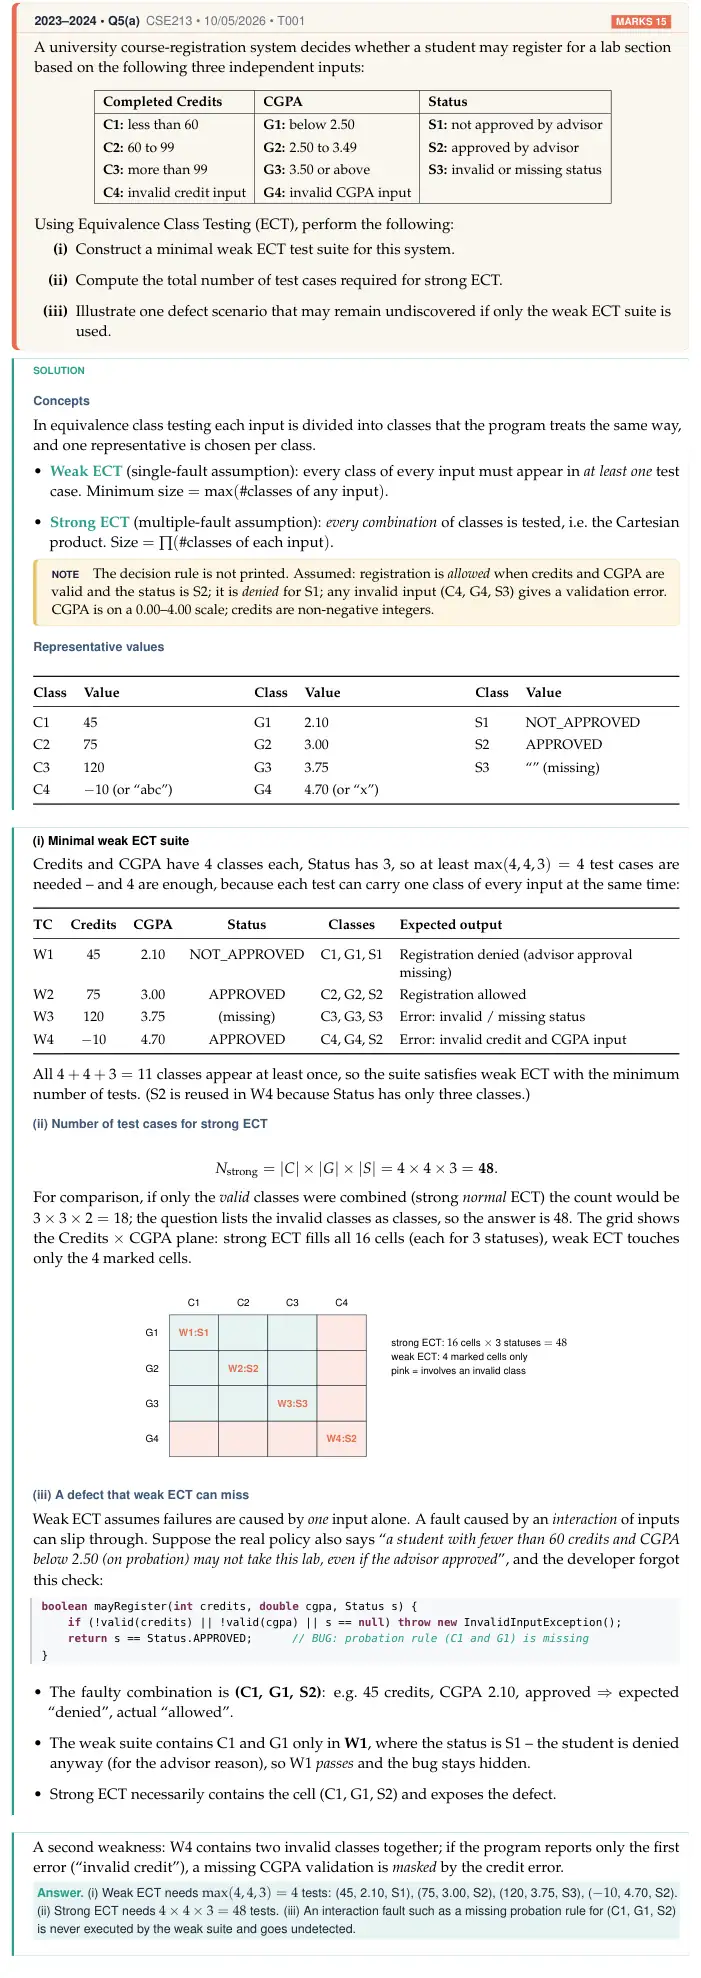 2023–2024 • Q5(a) CSE213 • 10/05/2026 • T001 MARKS 15
A university course-registration system decides whether a student may register for a lab section
based on the following three independent inputs:
Completed Credits CGPA Status
C1: less than 60 G1: below 2.50 S1: not approved by advisor
C2: 60 to 99 G2: 2.50 to 3.49 S2: approved by advisor
C3: more than 99 G3: 3.50 or above S3: invalid or missing status
C4: invalid credit input G4: invalid CGPA input
Using Equivalence Class Testing (ECT), perform the following:
(i) Construct a minimal weak ECT test suite for this system.
(ii) Compute the total number of test cases required for strong ECT.
(iii) Illustrate one defect scenario that may remain undiscovered if only the weak ECT suite is
used.
SOLUTION
Concepts
In equivalence class testing each input is divided into classes that the program treats the same way,
and one representative is chosen per class.
• Weak ECT (single-fault assumption): every class of every input must appear in at least one test
case. Minimum size = max(#classes of any input).
• Strong ECT (multiple-fault assumption): every combination of classes is tested, i.e. the Cartesian
product. Size = ∏(#classes of each input).
NOTE The decision rule is not printed. Assumed: registration is allowed when credits and CGPA are
valid and the status is S2; it is denied for S1; any invalid input (C4, G4, S3) gives a validation error.
CGPA is on a 0.00–4.00 scale; credits are non-negative integers.
Representative values
Class Value Class Value Class Value
C1 45 G1 2.10 S1 NOT_APPROVED
C2 75 G2 3.00 S2 APPROVED
C3 120 G3 3.75 S3 “” (missing)
C4 −10 (or “abc”) G4 4.70 (or “x”)
(i) Minimal weak ECT suite
Credits and CGPA have 4 classes each, Status has 3, so at least max(4, 4, 3) = 4 test cases are
needed – and 4 are enough, because each test can carry one class of every input at the same time:
TC Credits CGPA Status Classes Expected output
W1 45 2.10 NOT_APPROVED C1, G1, S1 Registration denied (advisor approval
missing)
W2 75 3.00 APPROVED C2, G2, S2 Registration allowed
W3 120 3.75 (missing) C3, G3, S3 Error: invalid / missing status
W4 −10 4.70 APPROVED C4, G4, S2 Error: invalid credit and CGPA input
All 4 + 4 + 3 = 11 classes appear at least once, so the suite satisfies weak ECT with the minimum
number of tests. (S2 is reused in W4 because Status has only three classes.)
(ii) Number of test cases for strong ECT
Nstrong = |C| × |G| × |S| = 4 × 4 × 3 = 48.
For comparison, if only the valid classes were combined (strong normal ECT) the count would be
3 × 3 × 2 = 18; the question lists the invalid classes as classes, so the answer is 48. The grid shows
the Credits × CGPA plane: strong ECT fills all 16 cells (each for 3 statuses), weak ECT touches
only the 4 marked cells.
C1 C2 C3 C4
G1 W1:S1
G2 W2:S2
G3 W3:S3
G4 W4:S2
strong ECT: 16 cells × 3 statuses = 48
weak ECT: 4 marked cells only
pink = involves an invalid class
(iii) A defect that weak ECT can miss
Weak ECT assumes failures are caused by one input alone. A fault caused by an interaction of inputs
can slip through. Suppose the real policy also says “a student with fewer than 60 credits and CGPA
below 2.50 (on probation) may not take this lab, even if the advisor approved”, and the developer forgot
this check:
boolean mayRegister(int credits, double cgpa, Status s) {
if (!valid(credits) || !valid(cgpa) || s == null) throw new InvalidInputException();
return s == Status.APPROVED; // BUG: probation rule (C1 and G1) is missing
}
• The faulty combination is (C1, G1, S2): e.g. 45 credits, CGPA 2.10, approved ⇒ expected
“denied”, actual “allowed”.
• The weak suite contains C1 and G1 only in W1, where the status is S1 – the student is denied
anyway (for the advisor reason), so W1 passes and the bug stays hidden.
• Strong ECT necessarily contains the cell (C1, G1, S2) and exposes the defect.
A second weakness: W4 contains two invalid classes together; if the program reports only the first
error (“invalid credit”), a missing CGPA validation is masked by the credit error.
Answer. (i) Weak ECT needs max(4, 4, 3) = 4 tests: (45, 2.10, S1), (75, 3.00, S2), (120, 3.75, S3), (−10, 4.70, S2).
(ii) Strong ECT needs 4 × 4 × 3 = 48 tests. (iii) An interaction fault such as a missing probation rule for (C1, G1, S2)
is never executed by the weak suite and goes undetected.